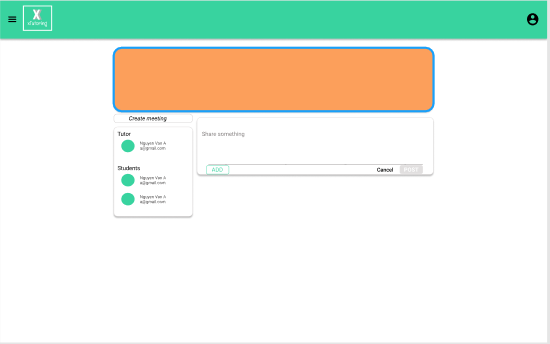 X
eTutoring
Create meeting
Tutor
Nguyen Van A
a@gmail.com
Students
Nguyen Van A
a@gmail.com
Nguyen Van A
a@gmail.com
Share something
ADD
Cancel
POST